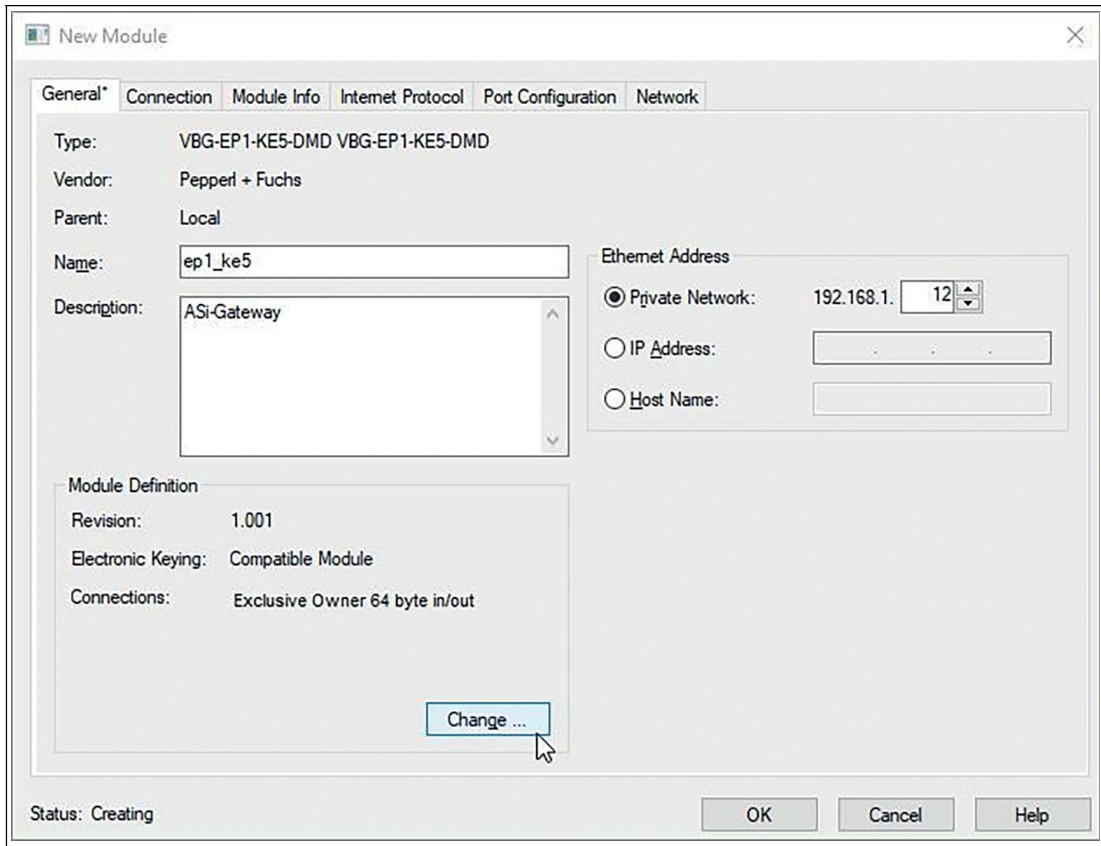 New Module
General* Connection Module Info Internet Protocol Port Configuration Network
Type: VBG-EP1-KE5-DMD VBG-EP1-KE5-DMD
Vendor: Pepperl + Fuchs
Parent: Local
Name: ep1_ke5
Description: ASi-Gateway
Ethernet Address
Private Network: 192.168.1. 12
IP Address: . . .
Host Name:
Module Definition
Revision: 1.001
Electronic Keying: Compatible Module
Connections: Exclusive Owner 64 byte in/out
Change ...
Status: Creating
OK Cancel Help